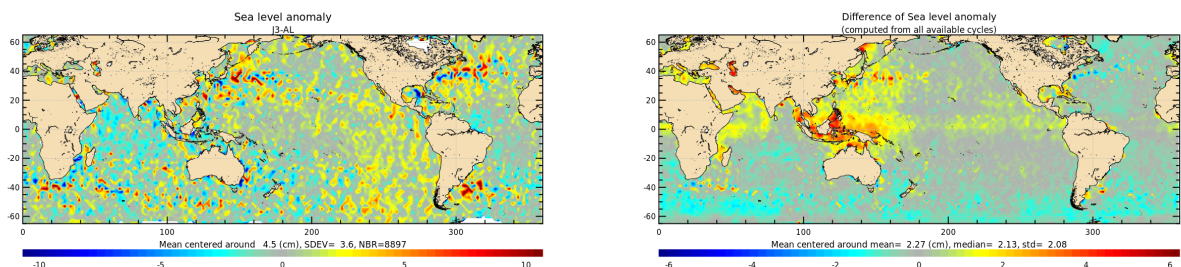 Sea level anomaly
J3-AL
60
40
20
0
-20
-40
-60
0 100 200 300
Mean centered around 4.5 (cm), SDEV= 3.6, NBR=8897
-10 -5 0 5 10
Difference of Sea level anomaly
(computed from all available cycles)
60
40
20
0
-20
-40
-60
0 100 200 300
Mean centered around mean= 2.27 (cm), median= 2.13, std= 2.08
-6 -4 -2 0 2 4 6